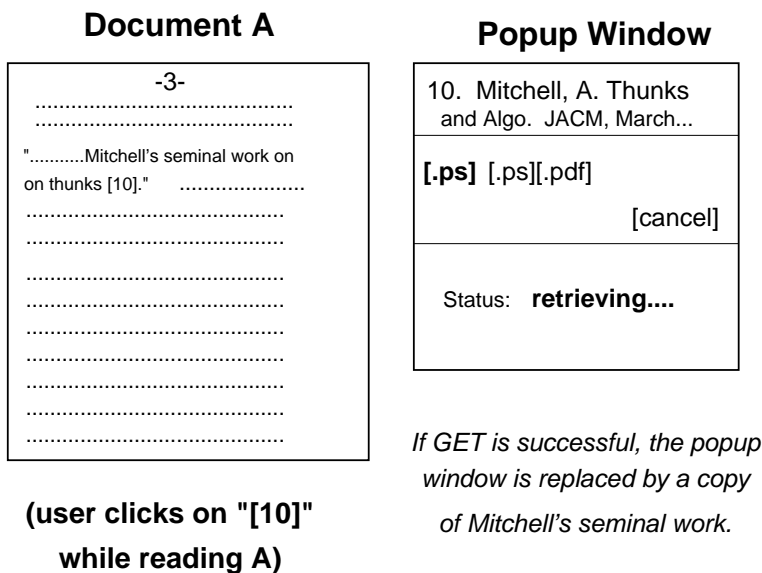 Document A
-3-
............................................
............................................
"...........Mitchell's seminal work on
on thunks [10]." .....................
............................................
............................................
............................................
............................................
............................................
............................................
............................................
............................................
............................................
(user clicks on "[10]"
while reading A)
Popup Window
10. Mitchell, A. Thunks
and Algo. JACM, March...
[.ps] [.ps][.pdf]
[cancel]
Status: retrieving....
If GET is successful, the popup
window is replaced by a copy
of Mitchell's seminal work.